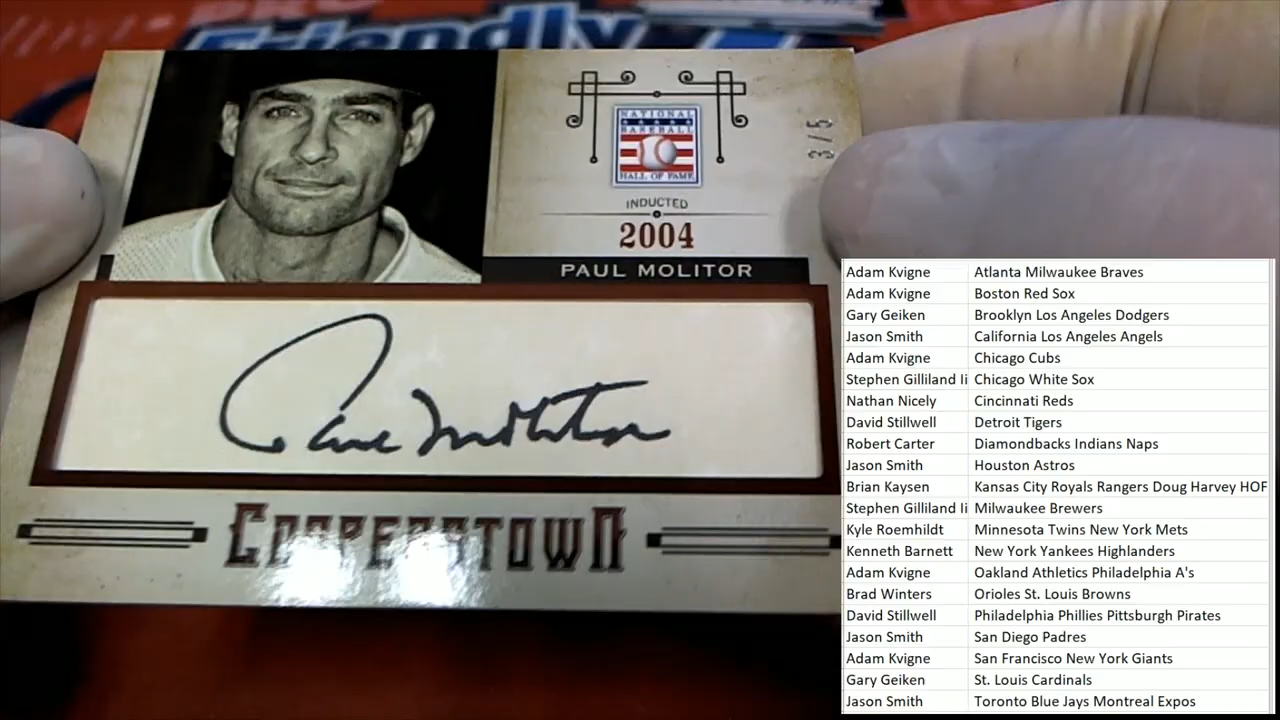 Friendly
NATIONAL
BASEBALL
HALL OF FAME
3/5
INDUCTED
2004
PAUL MOLITOR
Paul Molitor
COOPERSTOWN
Adam Kvigne Atlanta Milwaukee Braves
Adam Kvigne Boston Red Sox
Gary Geiken Brooklyn Los Angeles Dodgers
Jason Smith California Los Angeles Angels
Adam Kvigne Chicago Cubs
Stephen Gilliland Ii Chicago White Sox
Nathan Nicely Cincinnati Reds
David Stillwell Detroit Tigers
Robert Carter Diamondbacks Indians Naps
Jason Smith Houston Astros
Brian Kaysen Kansas City Royals Rangers Doug Harvey HOF
Stephen Gilliland Ii Milwaukee Brewers
Kyle Roemhildt Minnesota Twins New York Mets
Kenneth Barnett New York Yankees Highlanders
Adam Kvigne Oakland Athletics Philadelphia A's
Brad Winters Orioles St. Louis Browns
David Stillwell Philadelphia Phillies Pittsburgh Pirates
Jason Smith San Diego Padres
Adam Kvigne San Francisco New York Giants
Gary Geiken St. Louis Cardinals
Jason Smith Toronto Blue Jays Montreal Expos